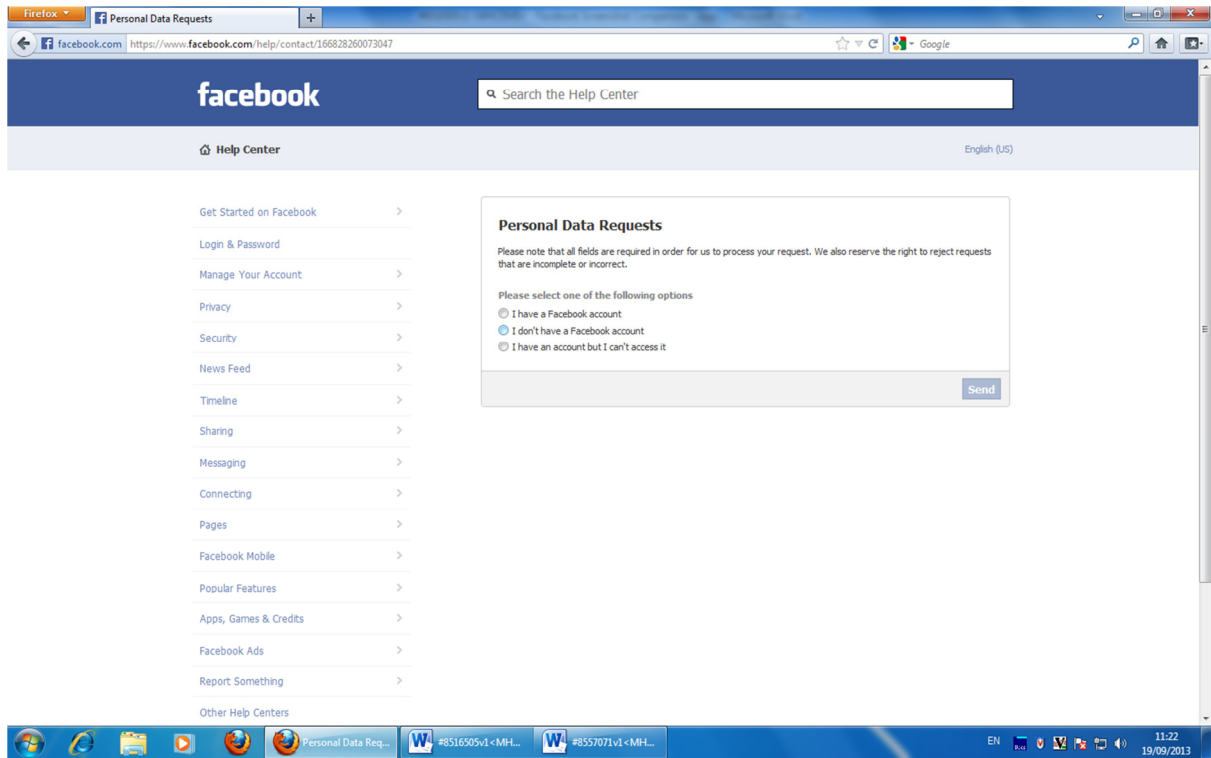 Firefox
Personal Data Requests
facebook.com https://www.facebook.com/help/contact/166828260073047
Google
facebook
Search the Help Center
Help Center
English (US)
Get Started on Facebook
Login & Password
Manage Your Account
Privacy
Security
News Feed
Timeline
Sharing
Messaging
Connecting
Pages
Facebook Mobile
Popular Features
Apps, Games & Credits
Facebook Ads
Report Something
Other Help Centers
Personal Data Requests
Please note that all fields are required in order for us to process your request. We also reserve the right to reject requests
that are incomplete or incorrect.
Please select one of the following options
I have a Facebook account
I don't have a Facebook account
I have an account but I can't access it
Send
Personal Data Req...
#8516505v1<MH...
#8557071v1<MH...
EN
11:22
19/09/2013